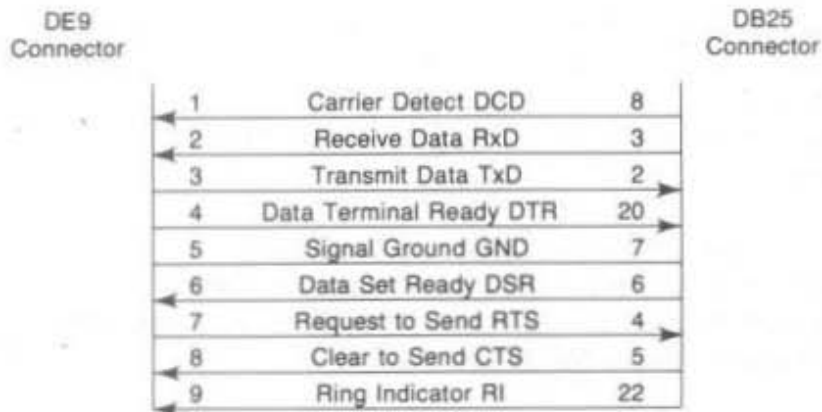 DE9 Connector
DB25 Connector
1 Carrier Detect DCD 8
2 Receive Data RxD 3
3 Transmit Data TxD 2
4 Data Terminal Ready DTR 20
5 Signal Ground GND 7
6 Data Set Ready DSR 6
7 Request to Send RTS 4
8 Clear to Send CTS 5
9 Ring Indicator RI 22